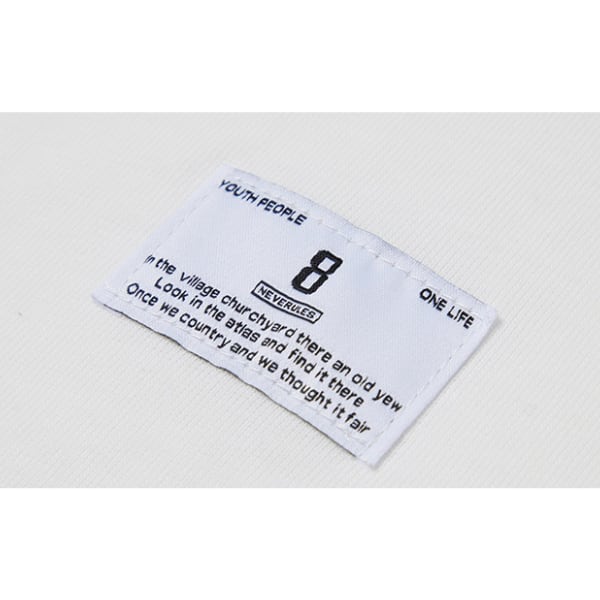 YOUTH PEOPLE
ONE LIFE
8
NEVERULES
In the village churchyard there an old yew
Look in the atlas and find it there
Once we country and we thought it fair